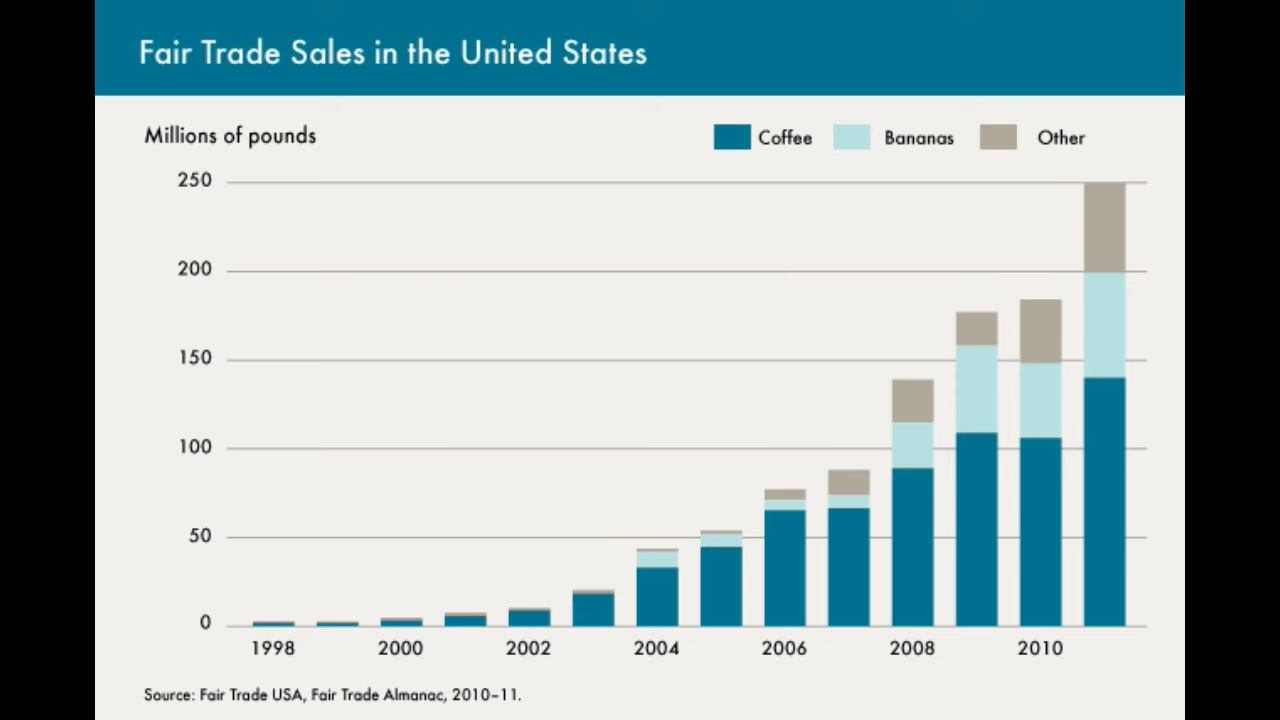 Fair Trade Sales in the United States
Millions of pounds
Coffee Bananas Other
250
200
150
100
50
0
1998 2000 2002 2004 2006 2008 2010
Source: Fair Trade USA, Fair Trade Almanac, 2010–11.